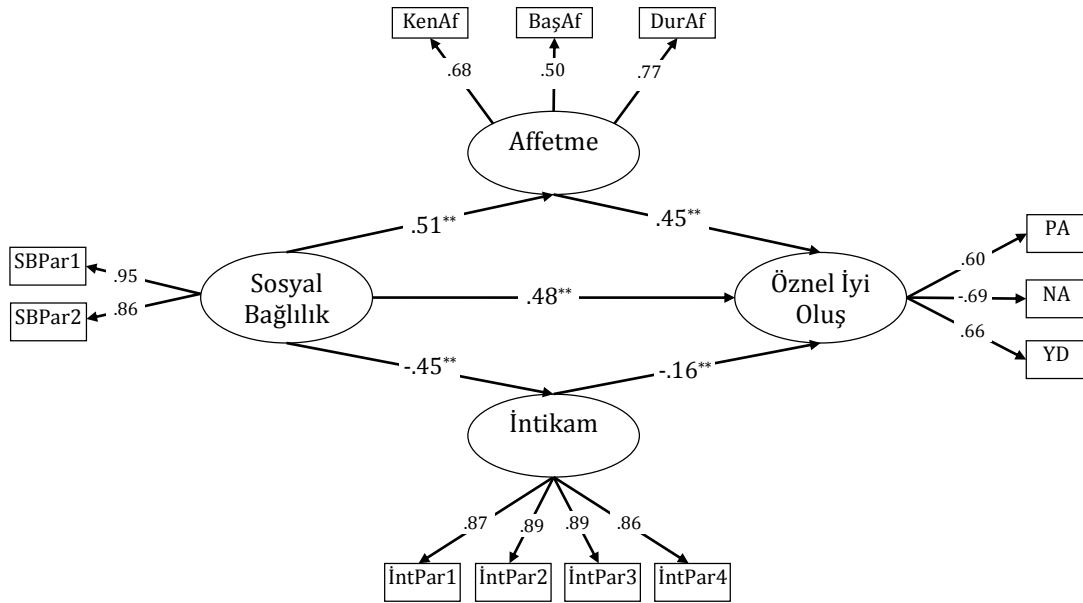 KenAf
BaşAf
DurAf
.68
.50
.77
Affetme
.51**
.45**
SBPar1
SBPar2
.95
.86
Sosyal
Bağlılık
.48**
Öznel İyi
Oluş
.60
-.69
.66
PA
NA
YD
-.45**
-.16**
İntikam
.87
.89
.89
.86
İntPar1
İntPar2
İntPar3
İntPar4